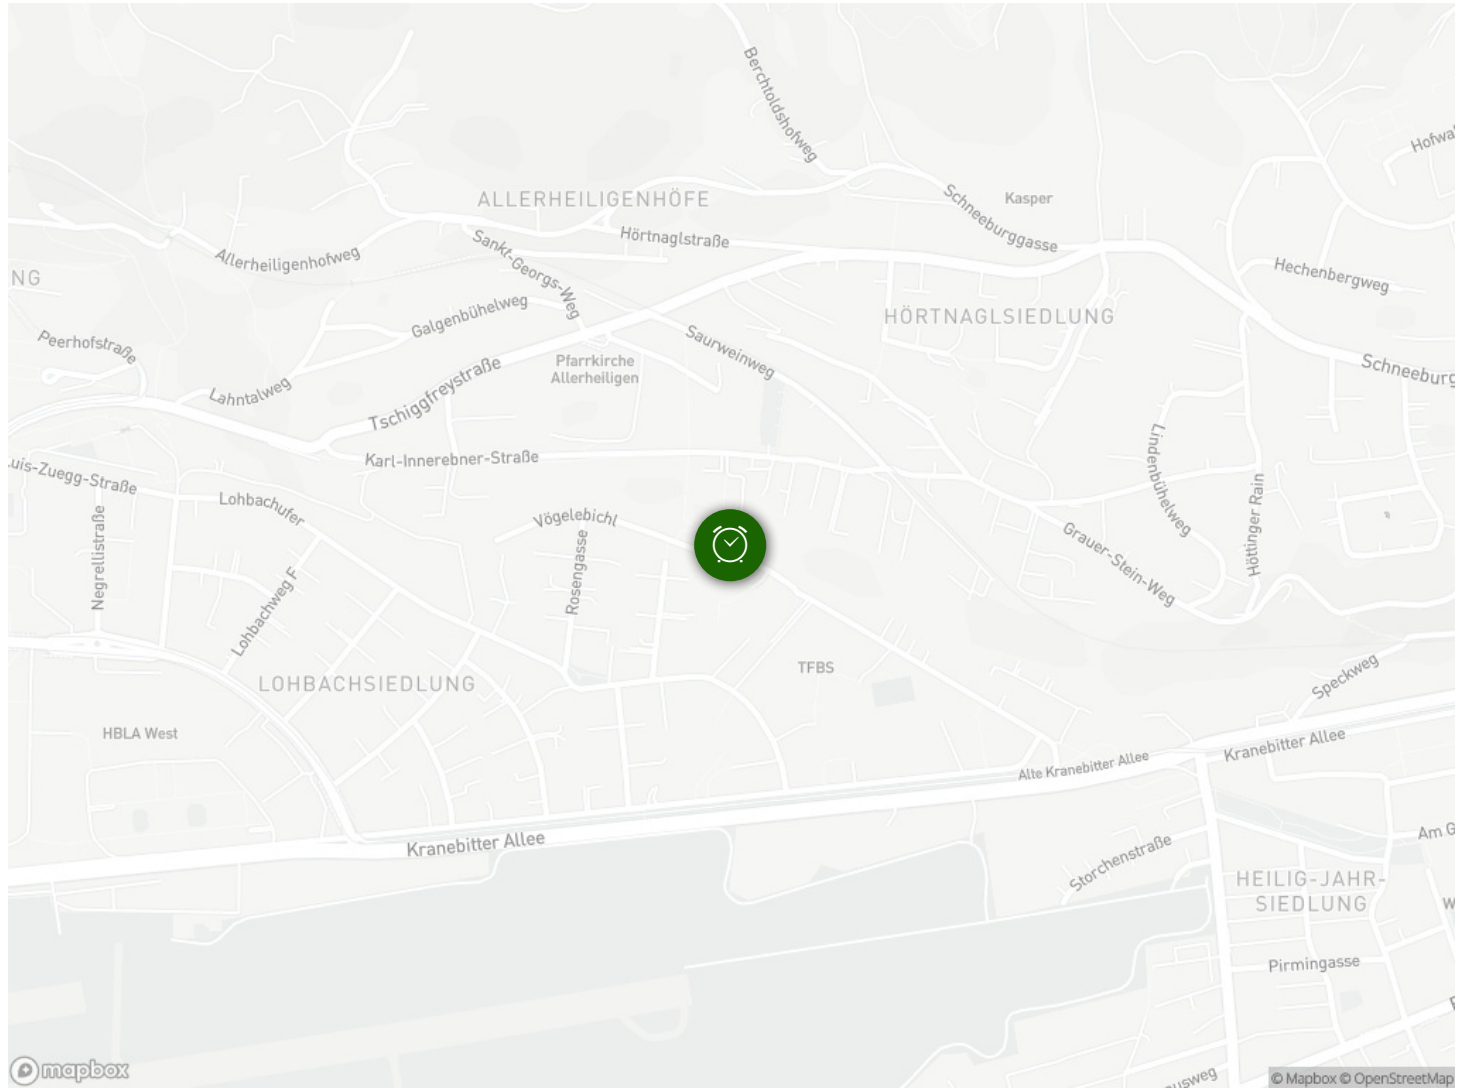 Berchtoldshofweg
Hofwa
ALLERHEILIGENHÖFE
Kasper
Schneeburggasse
Hörtnaglstraße
Sankt-Georgs-Weg
Allerheiligenhofweg
NG
Hechenbergweg
Galgenbühelweg
HÖRTNAGLSIEDLUNG
Peerhofstraße
Saurweinweg
Pfarrkirche
Allerheiligen
Schneeburg
Lahntalweg
Tschiggfreystraße
Lindenbühelweg
Karl-Innerebner-Straße
uis-Zuegg-Straße
Lohbachufer
Höttinger Rain
Vögelebichl
Negrellistraße
Rosengasse
Grauer-Stein-Weg
Lohbachweg F
TFBS
Speckweg
LOHBACHSIEDLUNG
HBLA West
Kranebitter Allee
Alte Kranebitter Allee
Kranebitter Allee
Am G
Storchenstraße
HEILIG-JAHR-
SIEDLUNG
W
Pirmingasse
mapbox
usweg
© Mapbox © OpenStreetMap